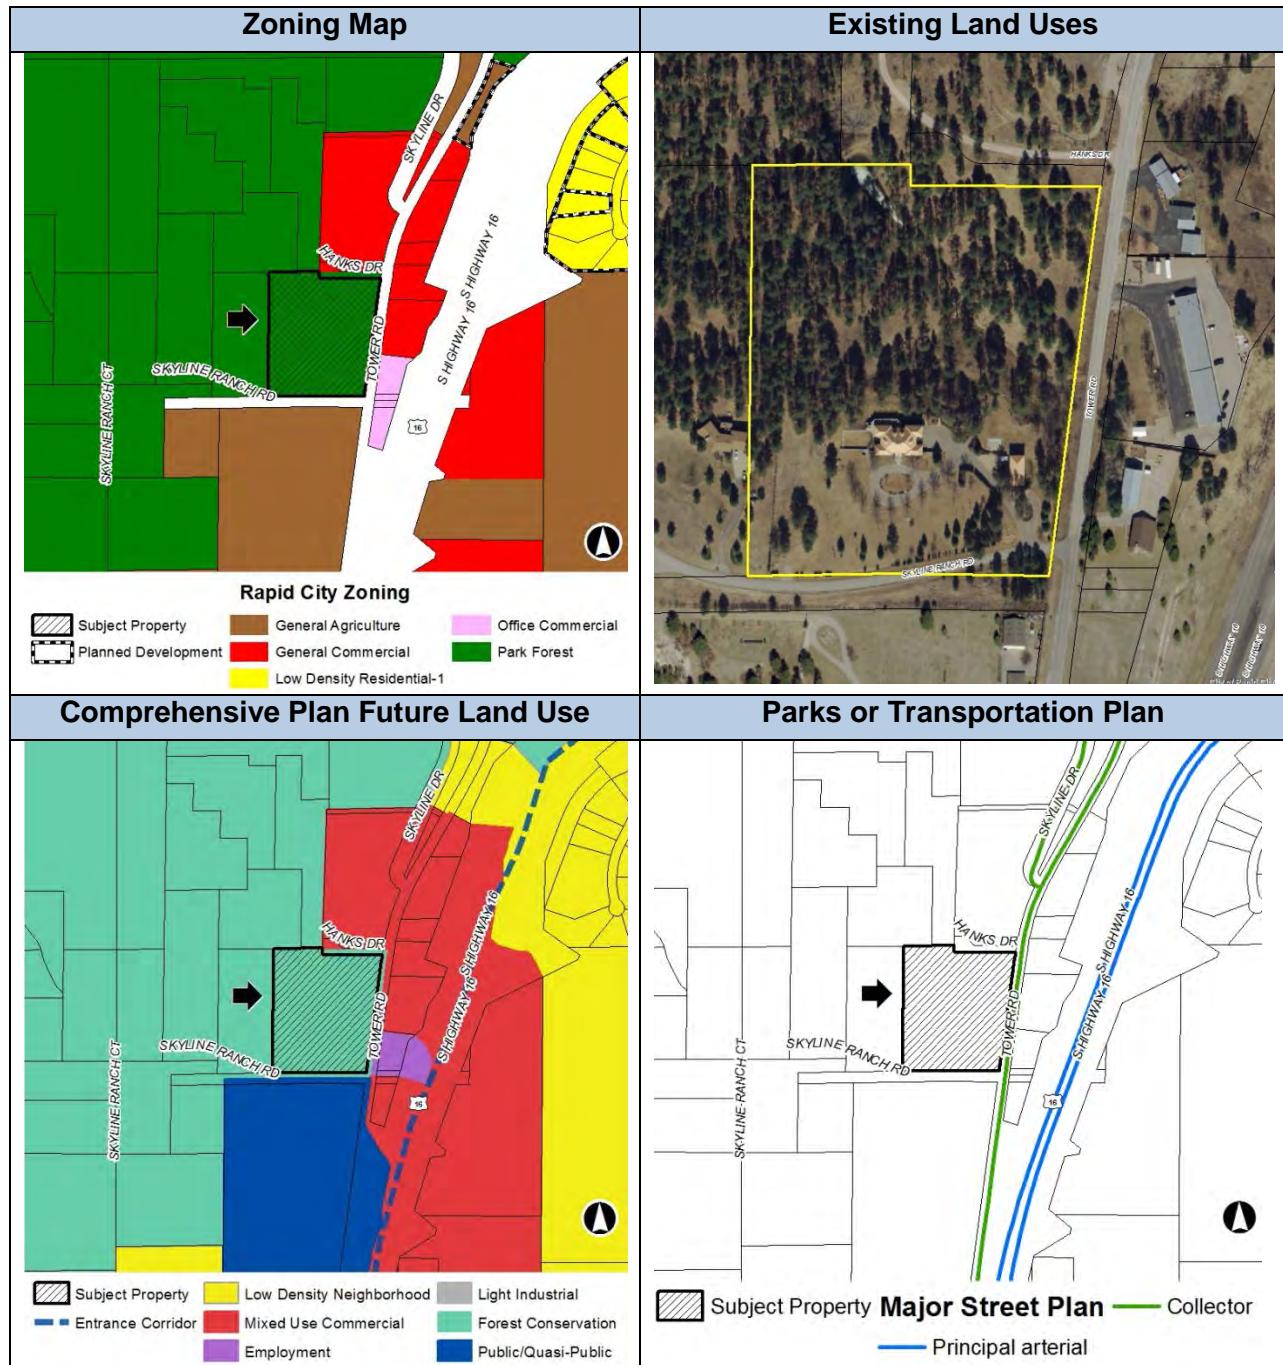 Zoning Map
Existing Land Uses
SKYLINE DR
HANKS DR
S HIGHWAY 16
S HIGHWAY 16
TOWER RD
SKYLINE RANCH RD
SKYLINE RANCH CT
16
Rapid City Zoning
Subject Property
General Agriculture
Office Commercial
Planned Development
General Commercial
Park Forest
Low Density Residential-1
HANKS DR
TOWER RD
SKYLINE RANCH RD
S HIGHWAY 16
S HIGHWAY 16
Comprehensive Plan Future Land Use
Parks or Transportation Plan
SKYLINE DR
HANKS DR
S HIGHWAY 16
S HIGHWAY 16
TOWER RD
SKYLINE RANCH RD
SKYLINE RANCH CT
16
Subject Property
Low Density Neighborhood
Light Industrial
Entrance Corridor
Mixed Use Commercial
Forest Conservation
Employment
Public/Quasi-Public
SKYLINE DR
HANKS DR
S HIGHWAY 16
S HIGHWAY 16
TOWER RD
SKYLINE RANCH RD
SKYLINE RANCH CT
16
Subject Property Major Street Plan Collector
Principal arterial